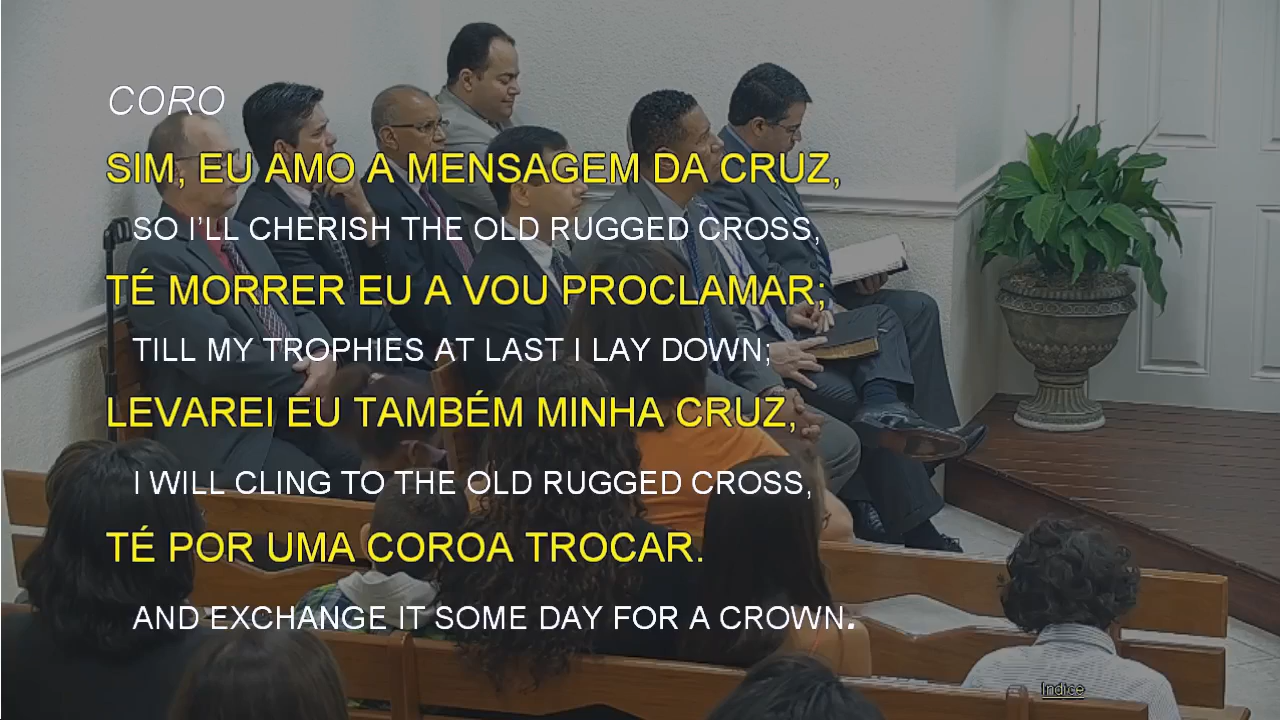 CORO
SIM, EU AMO A MENSAGEM DA CRUZ,
SO I'LL CHERISH THE OLD RUGGED CROSS,
TÉ MORRER EU A VOU PROCLAMAR;
TILL MY TROPHIES AT LAST I LAY DOWN;
LEVAREI EU TAMBÉM MINHA CRUZ,
I WILL CLING TO THE OLD RUGGED CROSS,
TÉ POR UMA COROA TROCAR.
AND EXCHANGE IT SOME DAY FOR A CROWN.
Indice